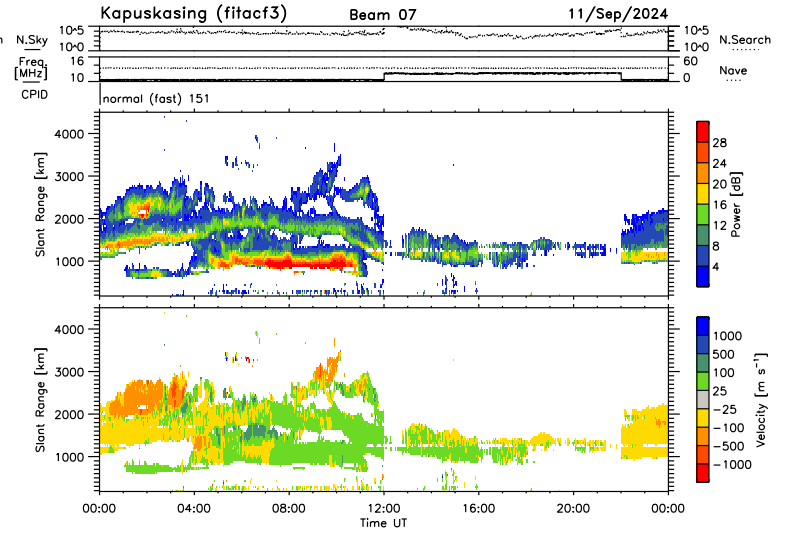 Kapuskasing (fitacf3) Beam 07 11/Sep/2024
N.Sky 10^5 10^0 10^5 10^0 N.Search
Freq. [MHz] 16 10 60 0 Nave
CPID normal (fast) 151
4000
3000
2000
1000
Slant Range [km]
28
24
20
16
12
8
4
Power [dB]
4000
3000
2000
1000
Slant Range [km]
1000
500
100
25
−25
−100
−500
−1000
Velocity [m s⁻¹]
00:00 04:00 08:00 12:00 16:00 20:00 00:00
Time UT